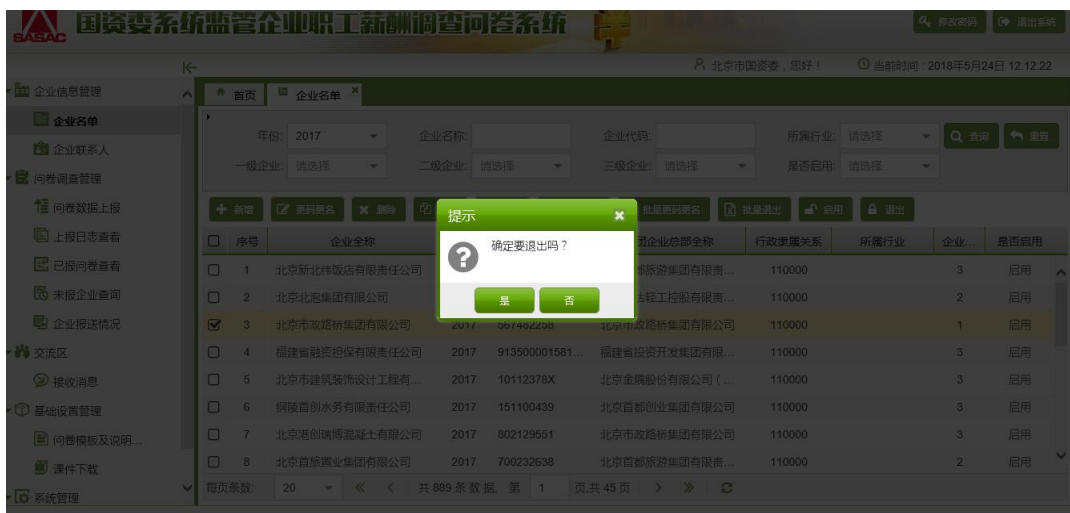 SASAC 国资委系统监管企业职工薪酬调查问卷系统 修改密码 退出系统
北京市国资委，您好！ 当前时间：2018年5月24日 12:12:22
企业信息管理
企业名单
企业联系人
问卷调查管理
问卷数据上报
上报日志查看
已报问卷查看
未报企业查询
企业报送情况
交流区
接收消息
基础设置管理
问卷模板及说明...
课件下载
系统管理
首页 企业名单
年份: 2017 企业名称: 企业代码: 所属行业: 请选择 查询 重置
一级企业: 请选择 二级企业: 请选择 三级企业: 请选择 是否启用: 请选择
新增 更码更名 删除 批量更码更名 批量退出 启用 退出
提示
确定要退出吗？
是 否
序号 企业全称 团企业总部全称 行政隶属关系 所属行业 企业... 是否启用
1 北京新北纬饭店有限责任公司 都旅游集团有限责... 110000 3 启用
2 北京北泡集团有限公司 轻工控股有限责... 110000 2 启用
3 北京市政路桥集团有限公司 2017 567482258 北京市政路桥集团有限公司 110000 1 启用
4 福建省融资担保有限责任公司 2017 913500001581... 福建省投资开发集团有限... 110000 3 启用
5 北京市建筑装饰设计工程有... 2017 10112378X 北京金隅股份有限公司（... 110000 3 启用
6 铜陵首创水务有限责任公司 2017 151100439 北京首都创业集团有限公司 110000 3 启用
7 北京港创瑞博混凝土有限公司 2017 802129551 北京市政路桥集团有限公司 110000 3 启用
8 北京首旅置业集团有限公司 2017 700232638 北京首都旅游集团有限责... 110000 2 启用
每页条数: 20 共 889 条数据, 第 1 页,共 45 页